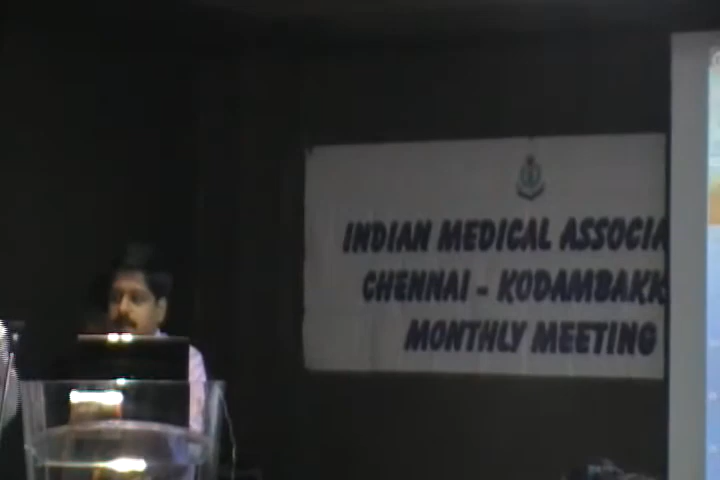 INDIAN MEDICAL ASSOCIA
CHENNAI - KODAMBAKK
MONTHLY MEETING